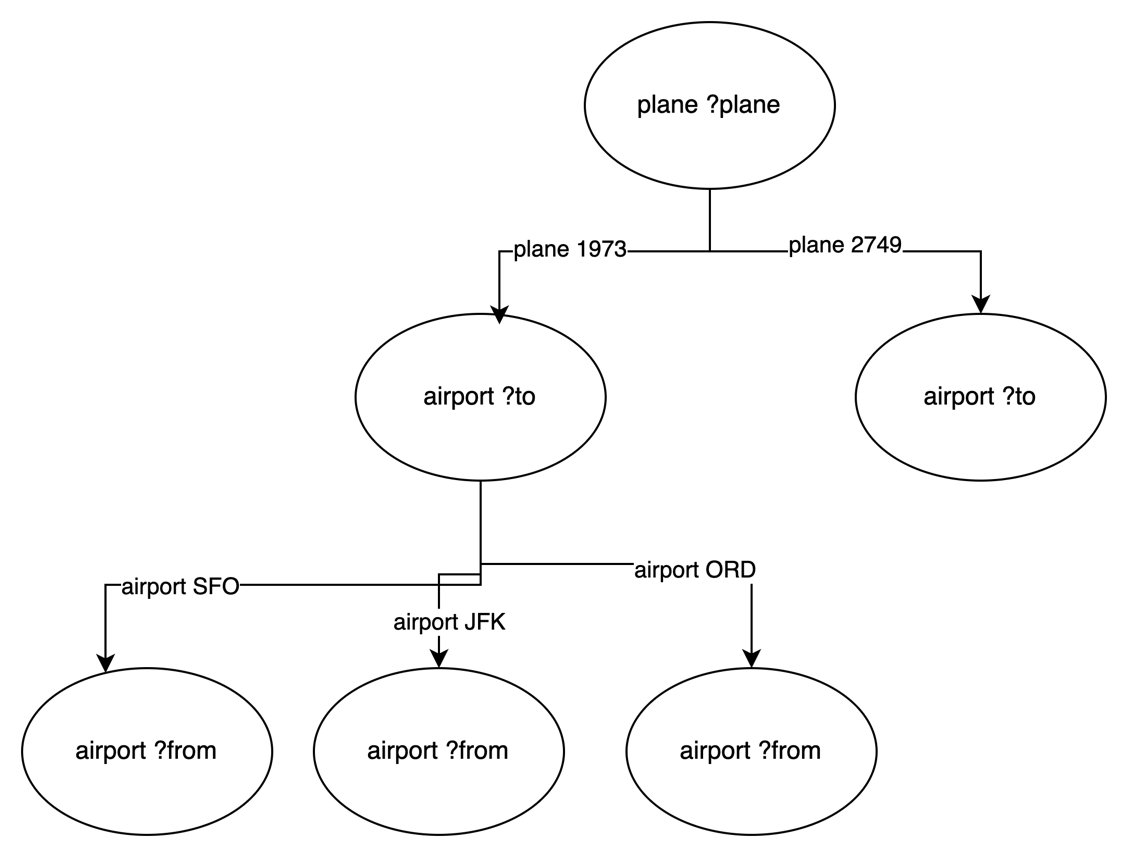 plane ?plane
plane 1973
plane 2749
airport ?to
airport ?to
airport SFO
airport JFK
airport ORD
airport ?from
airport ?from
airport ?from